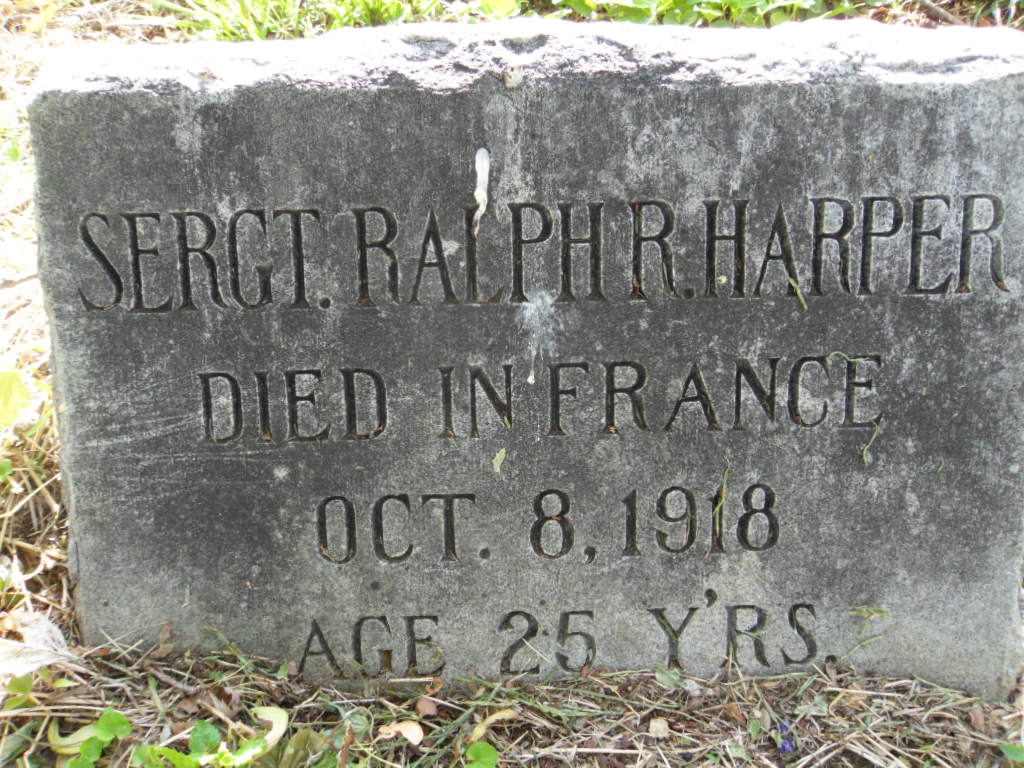 SERGT. RALPH R. HARPER
DIED IN FRANCE
OCT. 8, 1918
AGE 25 Y'RS.